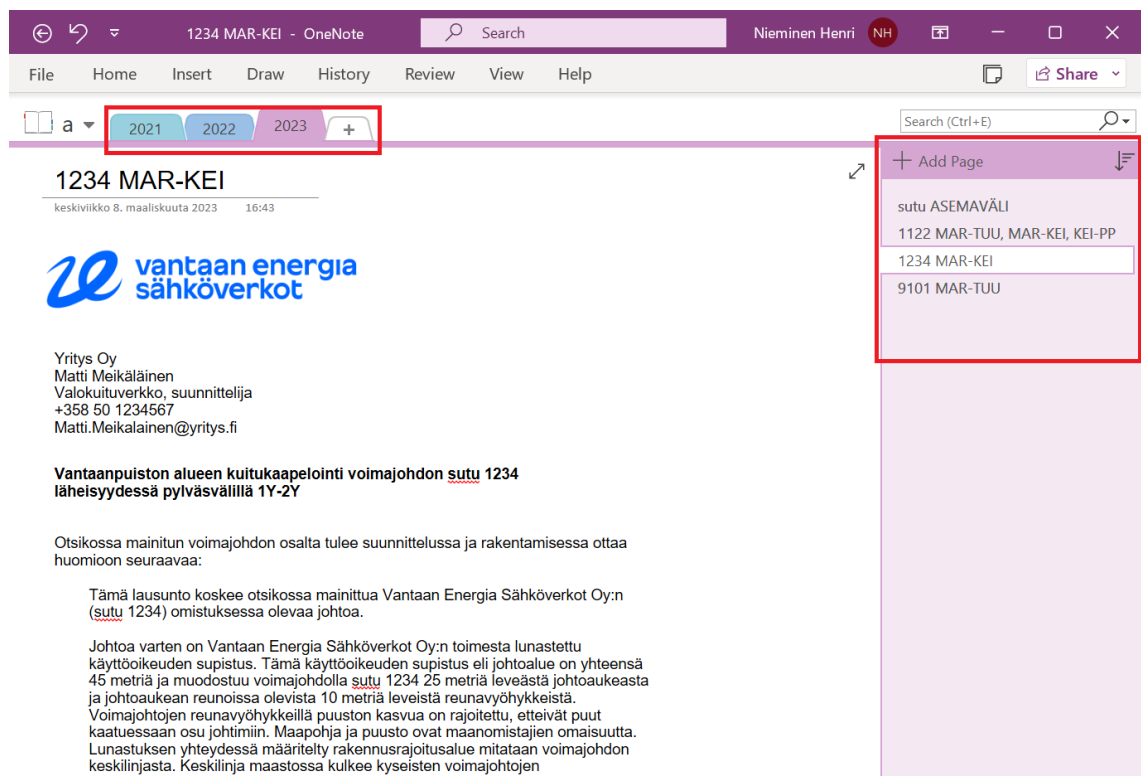 1234 MAR-KEI - OneNote
Search
Nieminen Henri
NH
File Home Insert Draw History Review View Help
Share
a
2021 2022 2023 +
Search (Ctrl+E)
Add Page
1234 MAR-KEI
keskiviikko 8. maaliskuuta 2023 16:43
sutu ASEMAVÄLI
1122 MAR-TUU, MAR-KEI, KEI-PP
1234 MAR-KEI
9101 MAR-TUU
vantaan energia
sähköverkot
Yritys Oy
Matti Meikäläinen
Valokuituverkko, suunnittelija
+358 50 1234567
Matti.Meikalainen@yritys.fi
Vantaanpuiston alueen kuitukaapelointi voimajohdon sutu 1234
läheisyydessä pylväsvälillä 1Y-2Y
Otsikossa mainitun voimajohdon osalta tulee suunnittelussa ja rakentamisessa ottaa
huomioon seuraavaa:
Tämä lausunto koskee otsikossa mainittua Vantaan Energia Sähköverkot Oy:n
(sutu 1234) omistuksessa olevaa johtoa.
Johtoa varten on Vantaan Energia Sähköverkot Oy:n toimesta lunastettu
käyttöoikeuden supistus. Tämä käyttöoikeuden supistus eli johtoalue on yhteensä
45 metriä ja muodostuu voimajohdolla sutu 1234 25 metriä leveästä johtoaukeasta
ja johtoaukean reunoissa olevista 10 metriä leveistä reunavyöhykkeistä.
Voimajohtojen reunavyöhykkeillä puuston kasvua on rajoitettu, etteivät puut
kaatuessaan osu johtimiin. Maapohja ja puusto ovat maanomistajien omaisuutta.
Lunastuksen yhteydessä määritelty rakennusrajoitusalue mitataan voimajohdon
keskilinjasta. Keskilinja maastossa kulkee kyseisten voimajohtojen